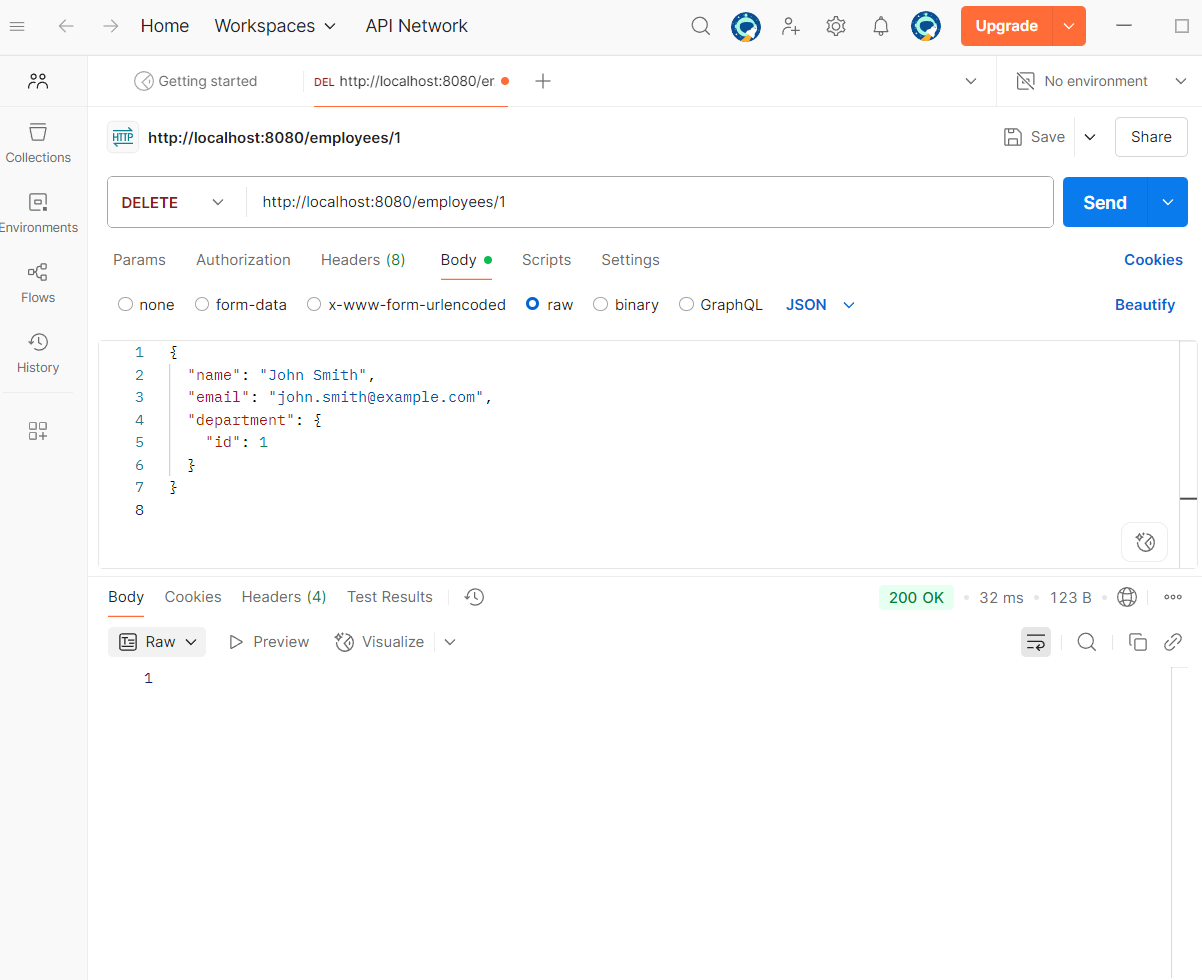 Home Workspaces API Network Upgrade
Getting started DEL http://localhost:8080/er No environment
HTTP http://localhost:8080/employees/1 Save Share
Collections
Environments
Flows
History
DELETE http://localhost:8080/employees/1 Send
Params Authorization Headers (8) Body Scripts Settings Cookies
none form-data x-www-form-urlencoded raw binary GraphQL JSON Beautify
1 {
2 "name": "John Smith",
3 "email": "john.smith@example.com",
4 "department": {
5 "id": 1
6 }
7 }
8
Body Cookies Headers (4) Test Results 200 OK • 32 ms • 123 B •
Raw Preview Visualize
1